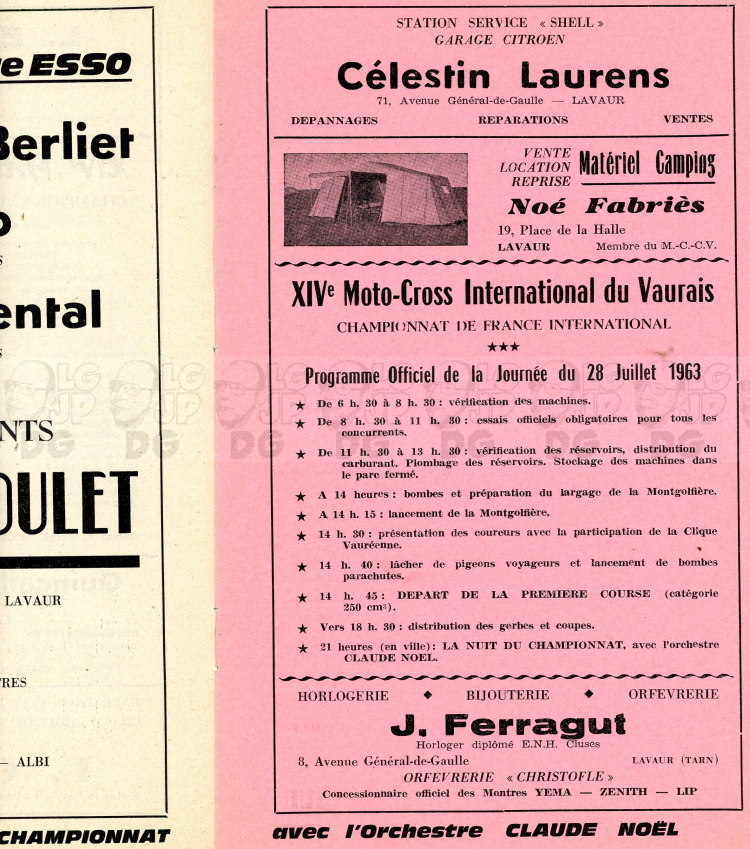 e ESSO
Berliet
ental
NTS
OULET
LAVAUR
TRES
— ALBI
CHAMPIONNAT
STATION SERVICE « SHELL »
GARAGE CITROEN
Célestin Laurens
71, Avenue Général-de-Gaulle — LAVAUR
DEPANNAGES REPARATIONS VENTES
VENTE
LOCATION
REPRISE
Matériel Camping
Noé Fabriès
19, Place de la Halle
LAVAUR Membre du M.-C.-C.V.
XIVe Moto-Cross International du Vaurais
CHAMPIONNAT DE FRANCE INTERNATIONAL
★★★
Programme Officiel de la Journée du 28 Juillet 1963
★ De 6 h. 30 à 8 h. 30 : vérification des machines.
★ De 8 h. 30 à 11 h. 30 : essais officiels obligatoires pour tous les
concurrents.
★ De 11 h. 30 à 13 h. 30 : vérification des réservoirs, distribution du
carburant. Plombage des réservoirs. Stockage des machines dans
le parc fermé.
★ A 14 heures : bombes et préparation du largage de la Montgolfière.
★ A 14 h. 15 : lancement de la Montgolfière.
★ 14 h. 30 : présentation des coureurs avec la participation de la Clique
Vauréenne.
★ 14 h. 40 : lâcher de pigeons voyageurs et lancement de bombes
parachutes.
★ 14 h. 45 : DEPART DE LA PREMIERE COURSE (catégorie
250 cm³).
★ Vers 18 h. 30 : distribution des gerbes et coupes.
★ 21 heures (en ville) : LA NUIT DU CHAMPIONNAT, avec l'orchestre
CLAUDE NOEL.
HORLOGERIE ◆ BIJOUTERIE ◆ ORFEVRERIE
J. Ferragut
Horloger diplômé E.N.H. Cluses
8, Avenue Général-de-Gaulle LAVAUR (TARN)
ORFEVRERIE « CHRISTOFLE »
Concessionnaire officiel des Montres YEMA — ZENITH — LIP
avec l'Orchestre CLAUDE NOËL